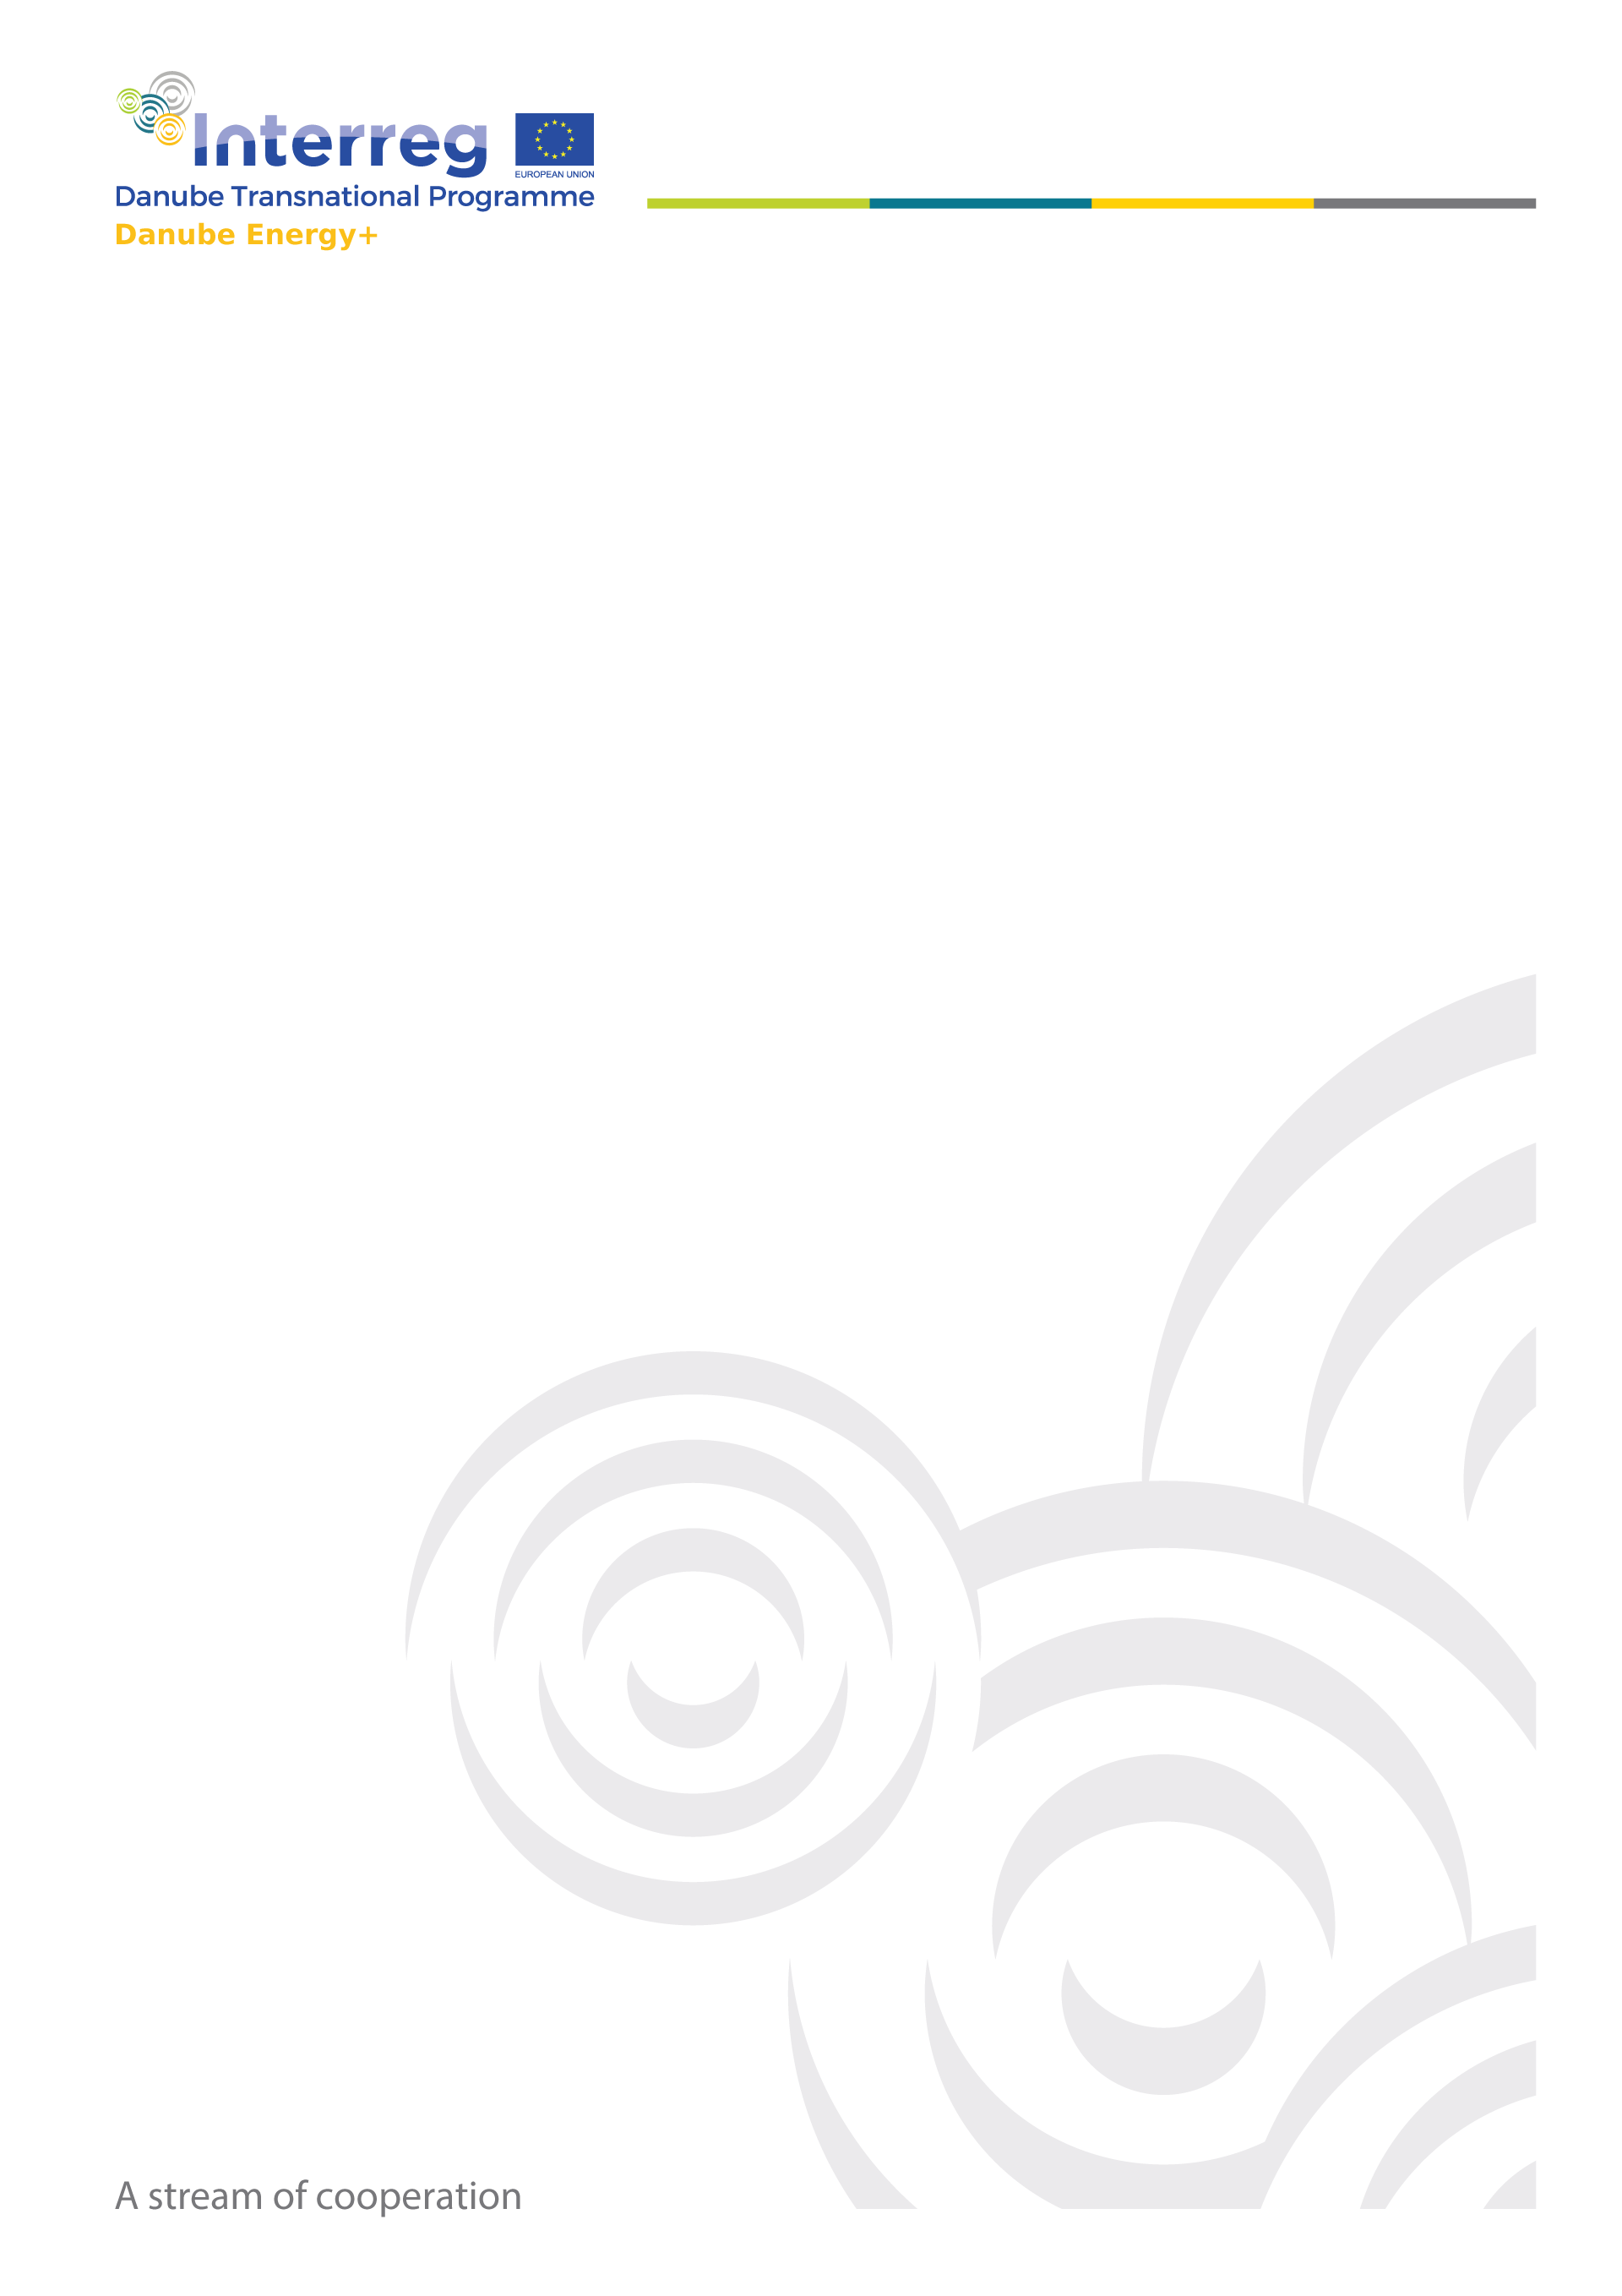 Interreg
EUROPEAN UNION
Danube Transnational Programme
Danube Energy+
A stream of cooperation